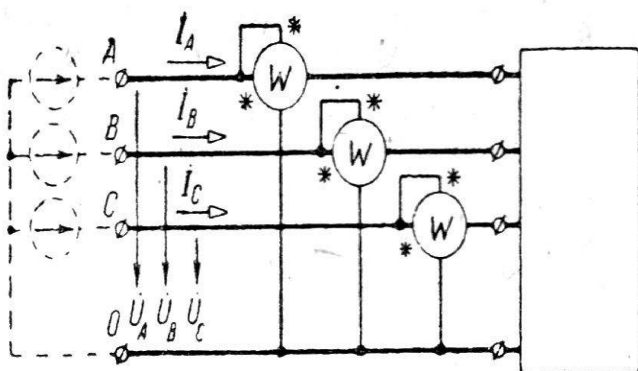 A İ_A * W
B İ_B * * W
C İ_C * * W
*
0 U̇_A U̇_B U̇_C